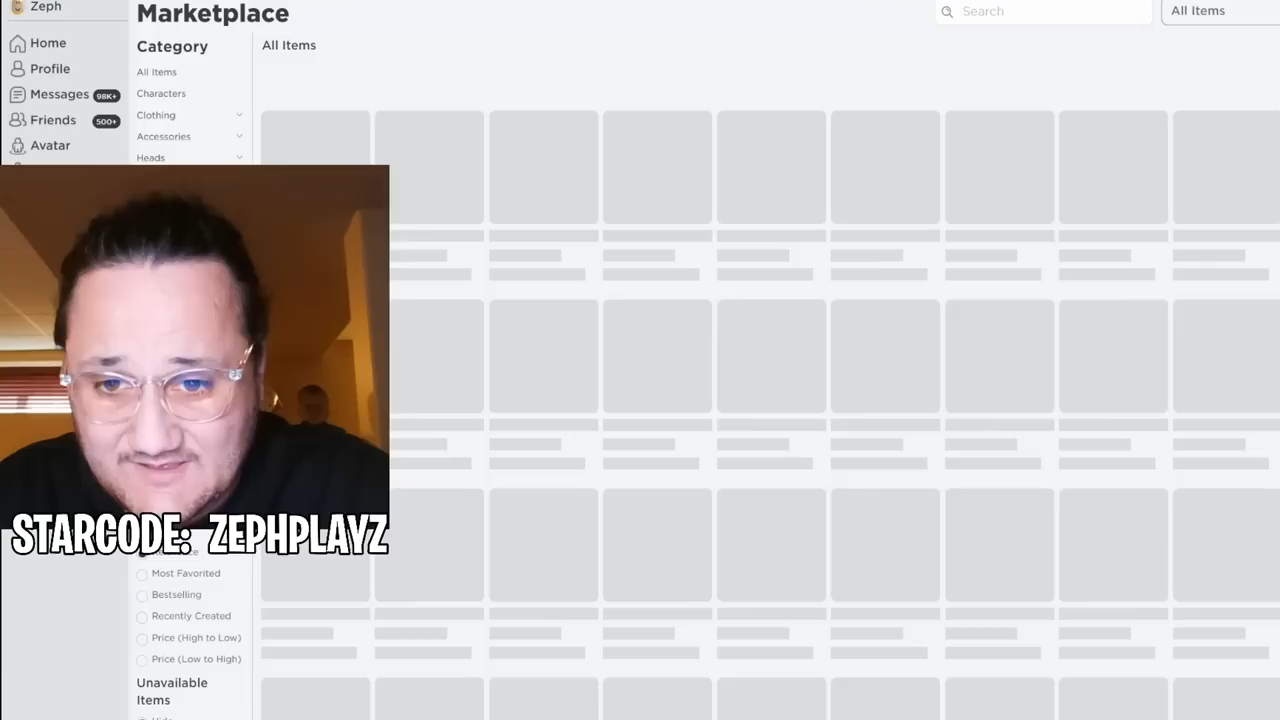 Zeph
Home
Profile
Messages 98K+
Friends 500+
Avatar
Marketplace
Search
All Items
Category
All Items
Characters
Clothing
Accessories
Heads
All Items
STARCODE: ZEPHPLAYZ
Most Favorited
Bestselling
Recently Created
Price (High to Low)
Price (Low to High)
Unavailable
Items